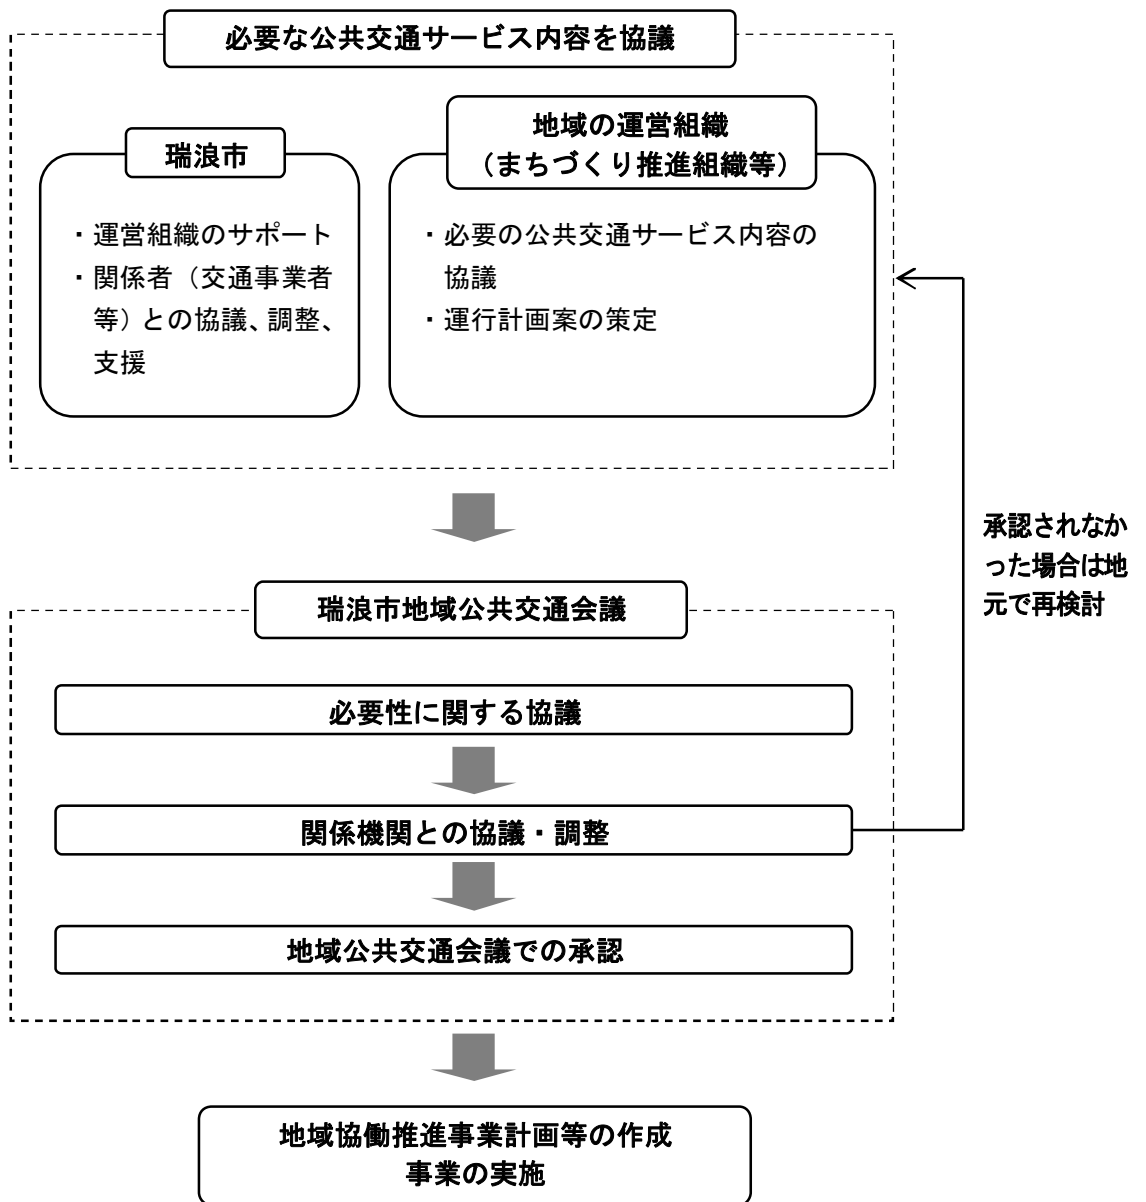 必要な公共交通サービス内容を協議
瑞浪市
・運営組織のサポート
・関係者（交通事業者
等）との協議、調整、
支援
地域の運営組織
（まちづくり推進組織等）
・必要の公共交通サービス内容の
協議
・運行計画案の策定
承認されなか
った場合は地
元で再検討
瑞浪市地域公共交通会議
必要性に関する協議
関係機関との協議・調整
地域公共交通会議での承認
地域協働推進事業計画等の作成
事業の実施